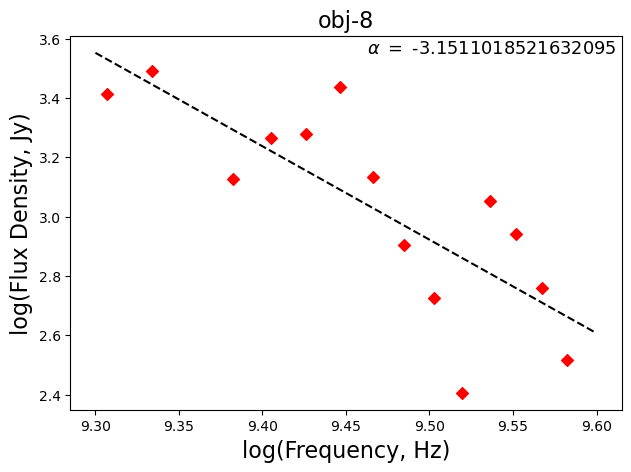 obj-8
α = -3.1511018521632095
log(Flux Density, Jy)
3.6
3.4
3.2
3.0
2.8
2.6
2.4
9.30 9.35 9.40 9.45 9.50 9.55 9.60
log(Frequency, Hz)